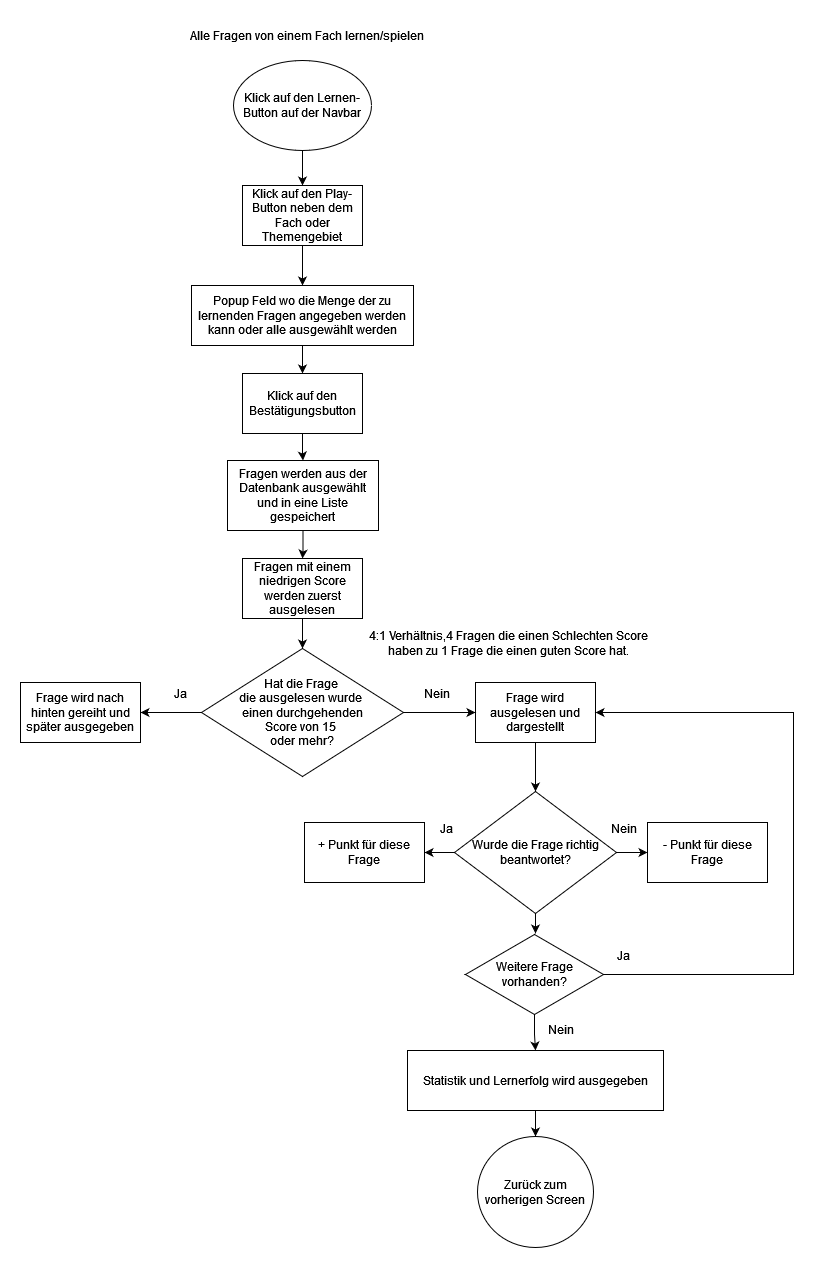 Alle Fragen von einem Fach lernen/spielen
Klick auf den Lernen-
Button auf der Navbar
Klick auf den Play-
Button neben dem
Fach oder
Themengebiet
Popup Feld wo die Menge der zu
lernenden Fragen angegeben werden
kann oder alle ausgewählt werden
Klick auf den
Bestätigungsbutton
Fragen werden aus der
Datenbank ausgewählt
und in eine Liste
gespeichert
Fragen mit einem
niedrigen Score
werden zuerst
ausgelesen
4:1 Verhältnis,4 Fragen die einen Schlechten Score
haben zu 1 Frage die einen guten Score hat.
Hat die Frage
die ausgelesen wurde
einen durchgehenden
Score von 15
oder mehr?
Ja
Frage wird nach
hinten gereiht und
später ausgegeben
Nein
Frage wird
ausgelesen und
dargestellt
Wurde die Frage richtig
beantwortet?
Ja
+ Punkt für diese
Frage
Nein
- Punkt für diese
Frage
Weitere Frage
vorhanden?
Ja
Nein
Statistik und Lernerfolg wird ausgegeben
Zurück zum
vorherigen Screen